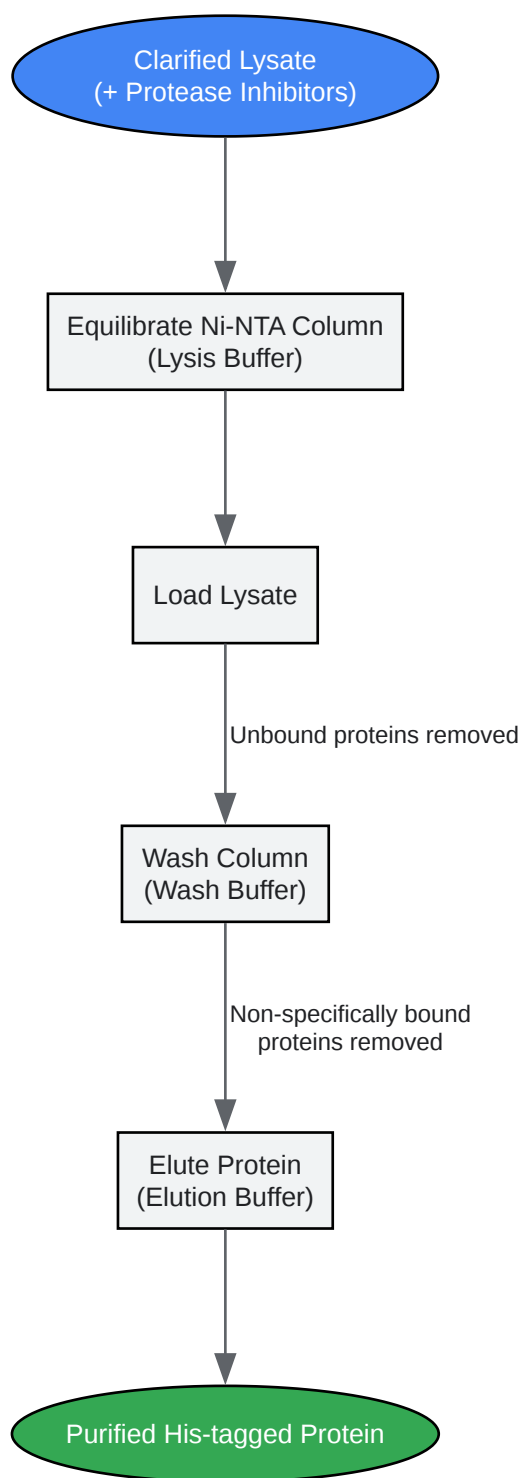 Clarified Lysate
(+ Protease Inhibitors)
Equilibrate Ni-NTA Column
(Lysis Buffer)
Load Lysate
Unbound proteins removed
Wash Column
(Wash Buffer)
Non-specifically bound
proteins removed
Elute Protein
(Elution Buffer)
Purified His-tagged Protein